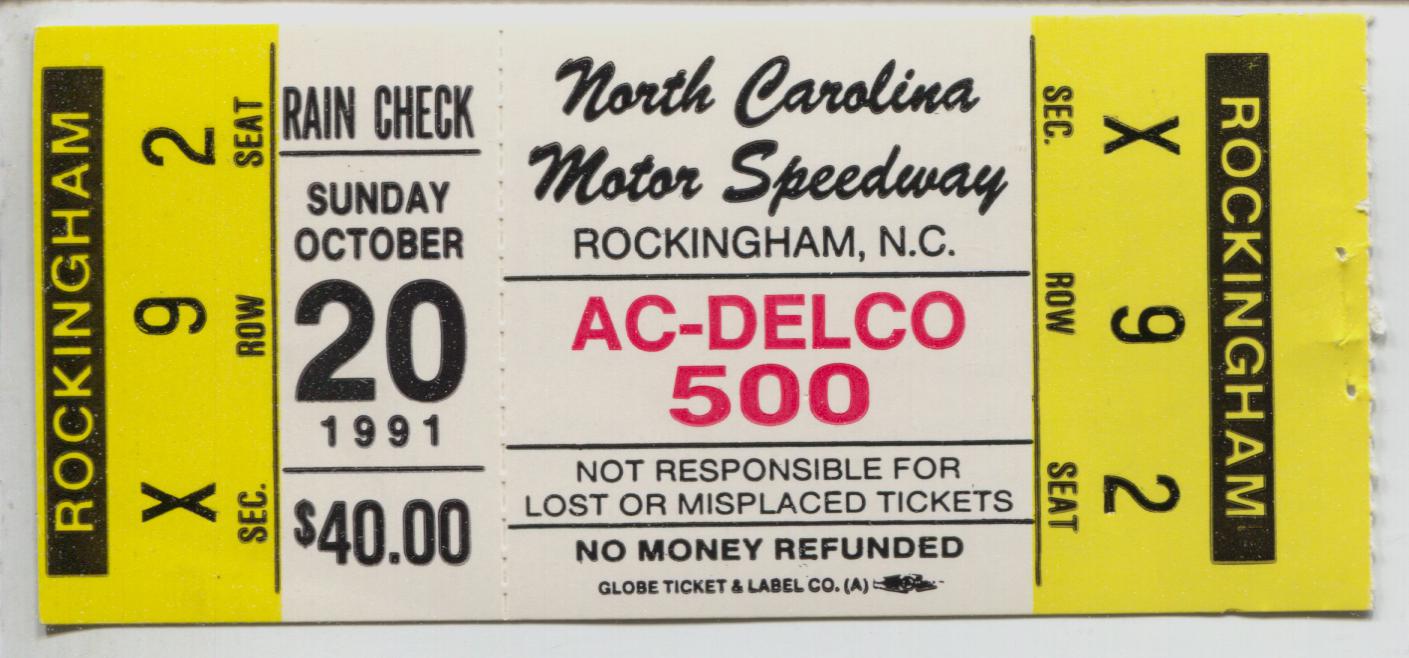 ROCKINGHAM
SEAT 2
ROW 9
SEC. X
RAIN CHECK
SUNDAY
OCTOBER
20
1991
$40.00
North Carolina
Motor Speedway
ROCKINGHAM, N.C.
AC-DELCO
500
NOT RESPONSIBLE FOR
LOST OR MISPLACED TICKETS
NO MONEY REFUNDED
GLOBE TICKET & LABEL CO. (A)
SEC. X
ROW 9
SEAT 2
ROCKINGHAM